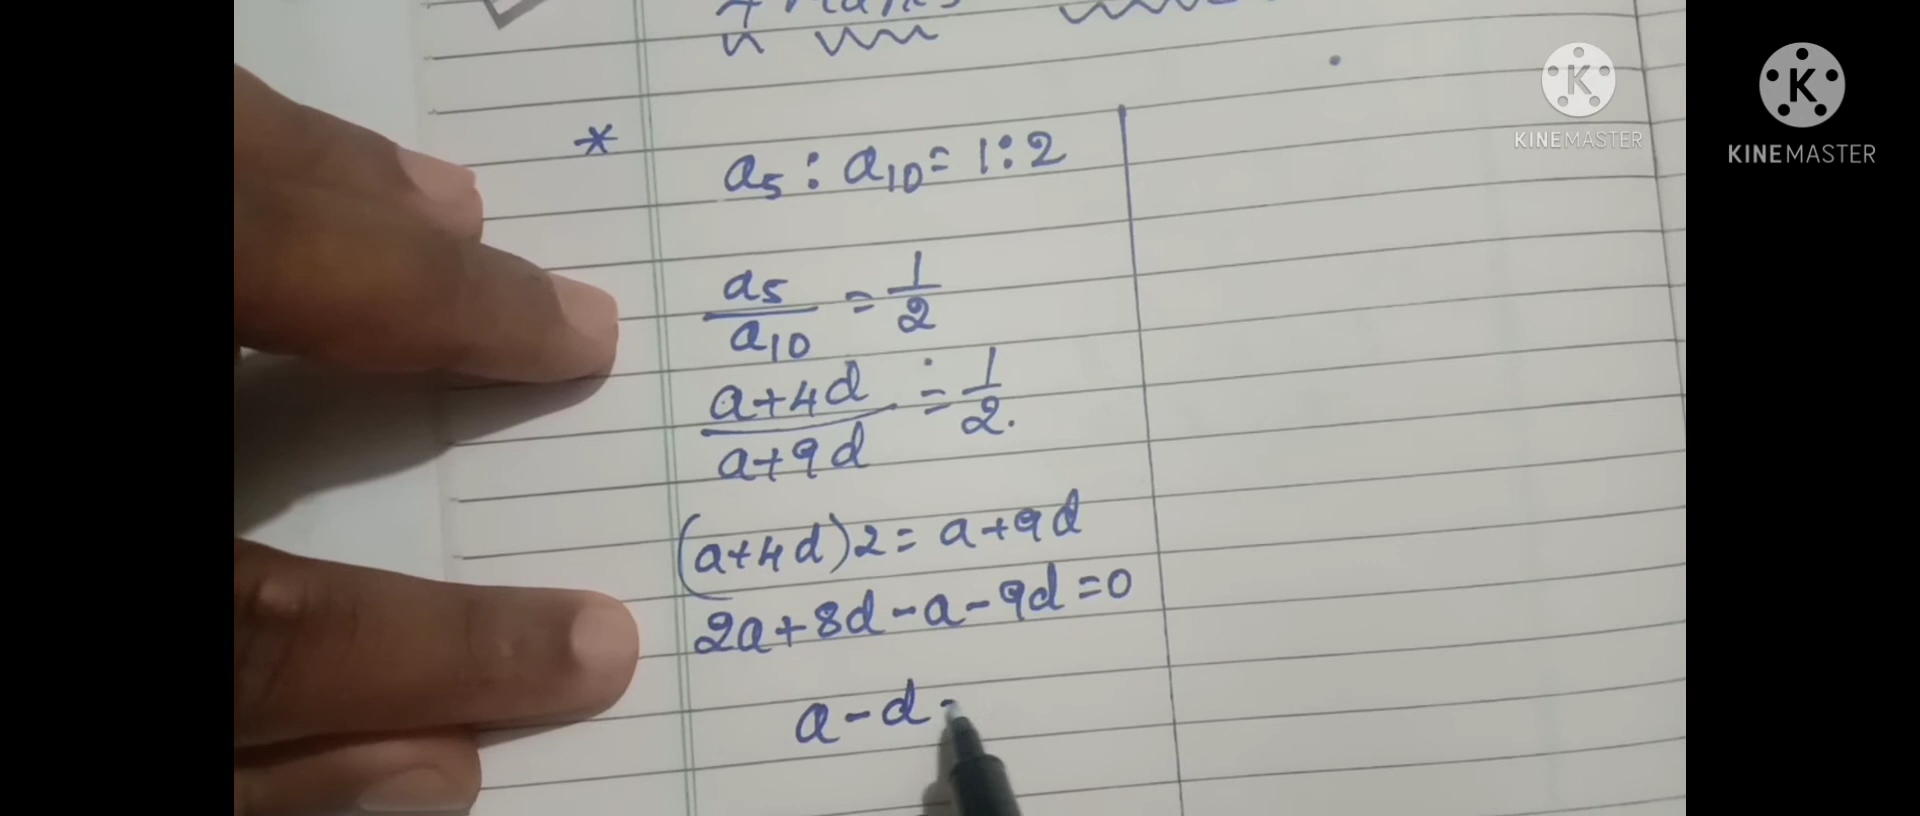 * a₅ : a₁₀ = 1 : 2
a₅/a₁₀ = 1/2
(a+4d)/(a+9d) = 1/2.
(a+4d)2 = a+9d
2a+8d-a-9d=0
a-d-
K
KINEMASTER
K
KINEMASTER